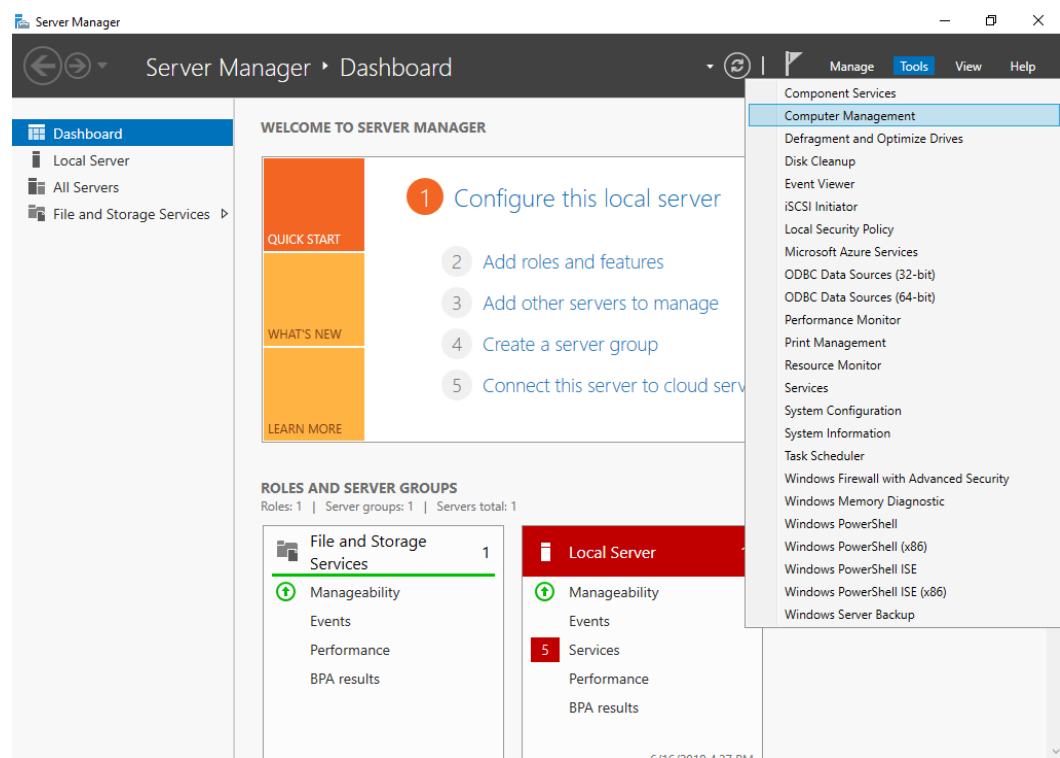 Server Manager
Server Manager • Dashboard
Manage Tools View Help
Component Services
Computer Management
Defragment and Optimize Drives
Disk Cleanup
Event Viewer
iSCSI Initiator
Local Security Policy
Microsoft Azure Services
ODBC Data Sources (32-bit)
ODBC Data Sources (64-bit)
Performance Monitor
Print Management
Resource Monitor
Services
System Configuration
System Information
Task Scheduler
Windows Firewall with Advanced Security
Windows Memory Diagnostic
Windows PowerShell
Windows PowerShell (x86)
Windows PowerShell ISE
Windows PowerShell ISE (x86)
Windows Server Backup
Dashboard
Local Server
All Servers
File and Storage Services
WELCOME TO SERVER MANAGER
QUICK START
WHAT'S NEW
LEARN MORE
1 Configure this local server
2 Add roles and features
3 Add other servers to manage
4 Create a server group
5 Connect this server to cloud serv
ROLES AND SERVER GROUPS
Roles: 1 | Server groups: 1 | Servers total: 1
File and Storage
Services
1
Manageability
Events
Performance
BPA results
Local Server
Manageability
Events
5 Services
Performance
BPA results